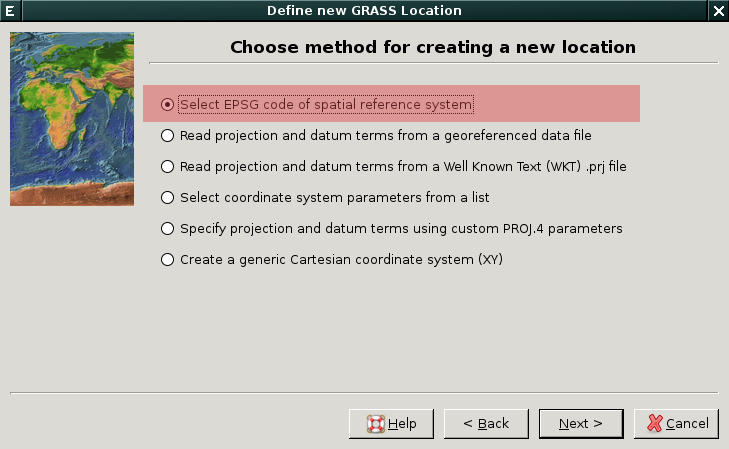 E Define new GRASS Location X
Choose method for creating a new location
Select EPSG code of spatial reference system
Read projection and datum terms from a georeferenced data file
Read projection and datum terms from a Well Known Text (WKT) .prj file
Select coordinate system parameters from a list
Specify projection and datum terms using custom PROJ.4 parameters
Create a generic Cartesian coordinate system (XY)
Help < Back Next > Cancel